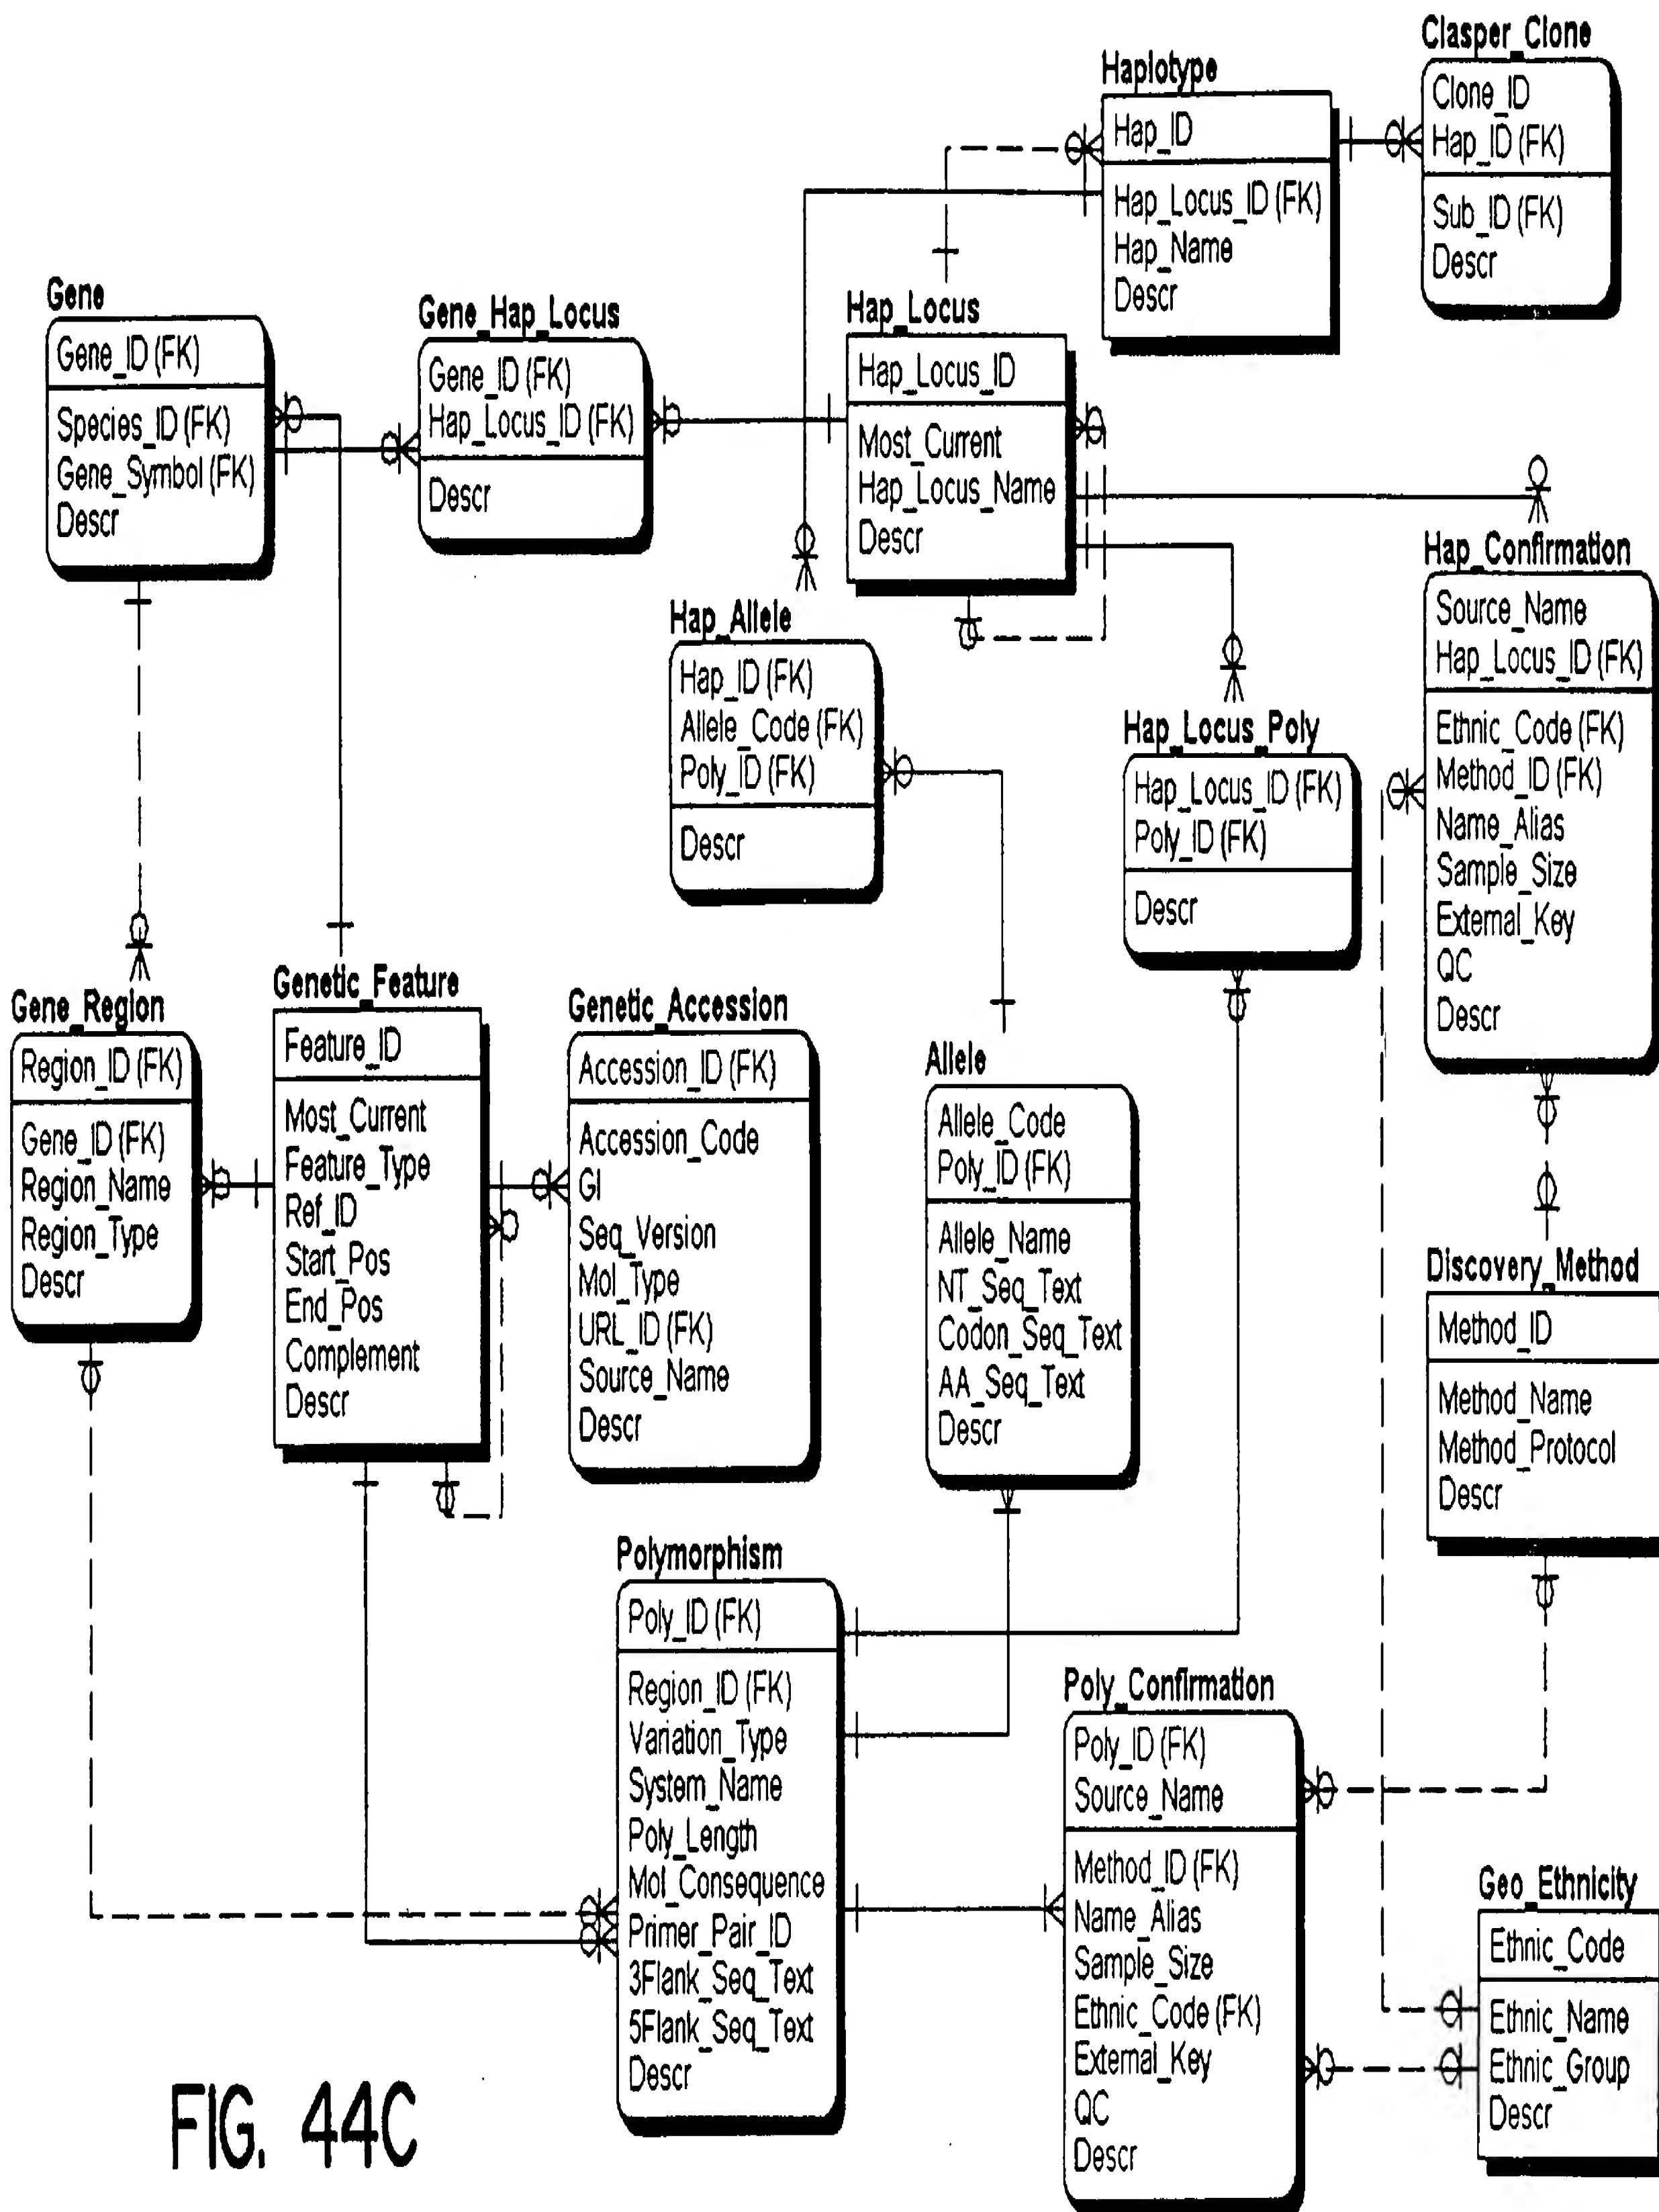 Clasper_Clone
Clone_ID
Hap_ID (FK)
Sub_ID (FK)
Descr
Haplotype
Hap_ID
Hap_Locus_ID (FK)
Hap_Name
Descr
Gene
Gene_ID (FK)
Species_ID (FK)
Gene_Symbol (FK)
Descr
Gene_Hap_Locus
Gene_ID (FK)
Hap_Locus_ID (FK)
Descr
Hap_Locus
Hap_Locus_ID
Most_Current
Hap_Locus_Name
Descr
Hap_Confirmation
Source_Name
Hap_Locus_ID (FK)
Ethnic_Code (FK)
Method_ID (FK)
Name_Alias
Sample_Size
External_Key
QC
Descr
Hap_Allele
Hap_ID (FK)
Allele_Code (FK)
Poly_ID (FK)
Descr
Hap_Locus_Poly
Hap_Locus_ID (FK)
Poly_ID (FK)
Descr
Gene_Region
Region_ID (FK)
Gene_ID (FK)
Region_Name
Region_Type
Descr
Genetic_Feature
Feature_ID
Most_Current
Feature_Type
Ref_ID
Start_Pos
End_Pos
Complement
Descr
Genetic_Accession
Accession_ID (FK)
Accession_Code
GI
Seq_Version
Mol_Type
URL_ID (FK)
Source_Name
Descr
Allele
Allele_Code
Poly_ID (FK)
Allele_Name
NT_Seq_Text
Codon_Seq_Text
AA_Seq_Text
Descr
Discovery_Method
Method_ID
Method_Name
Method_Protocol
Descr
Polymorphism
Poly_ID (FK)
Region_ID (FK)
Variation_Type
System_Name
Poly_Length
Mol_Consequence
Primer_Pair_ID
3Flank_Seq_Text
5Flank_Seq_Text
Descr
Poly_Confirmation
Poly_ID (FK)
Source_Name
Method_ID (FK)
Name_Alias
Sample_Size
Ethnic_Code (FK)
External_Key
QC
Descr
Geo_Ethnicity
Ethnic_Code
Ethnic_Name
Ethnic_Group
Descr
FIG. 44C